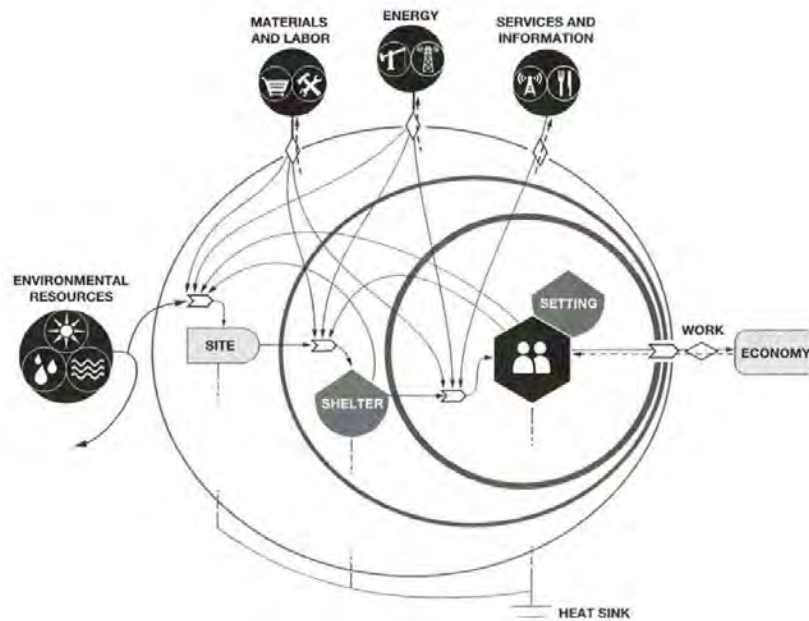 MATERIALS
AND LABOR
ENERGY
SERVICES AND
INFORMATION
ENVIRONMENTAL
RESOURCES
SETTING
SITE
WORK
ECONOMY
SHELTER
HEAT SINK